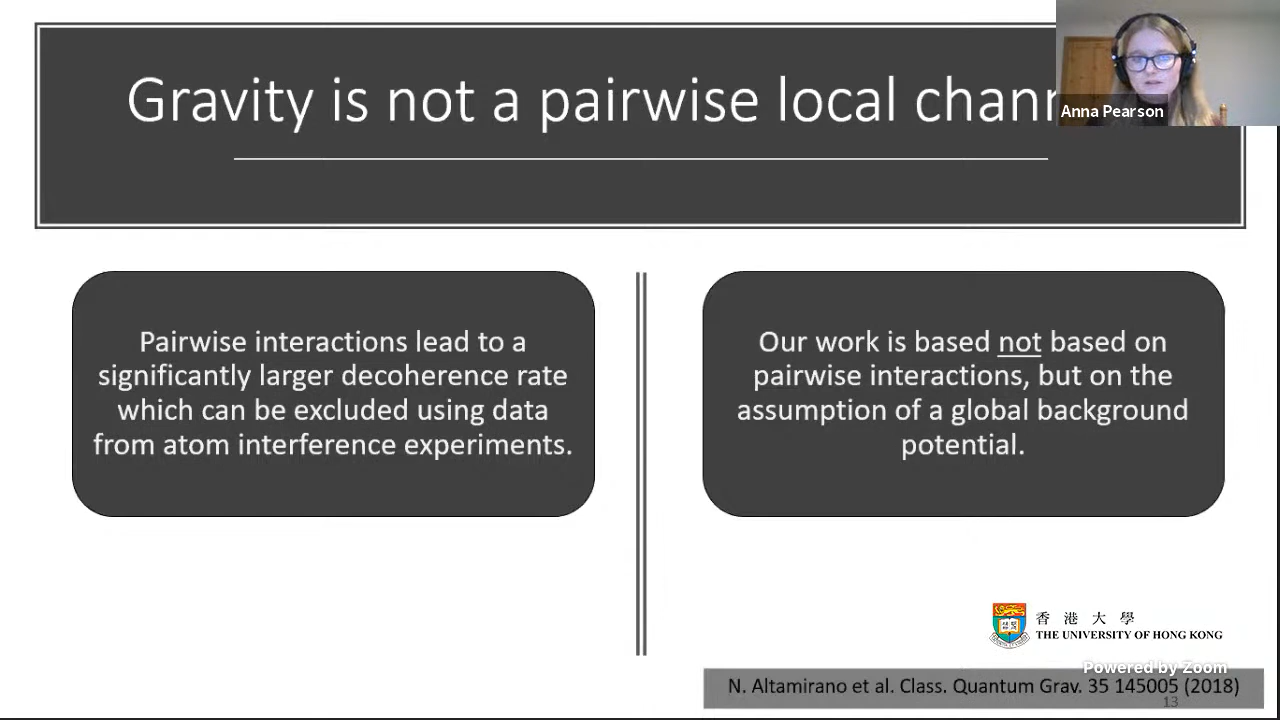 Gravity is not a pairwise local chann
Anna Pearson
Pairwise interactions lead to a
significantly larger decoherence rate
which can be excluded using data
from atom interference experiments.
Our work is based not based on
pairwise interactions, but on the
assumption of a global background
potential.
香港大學
THE UNIVERSITY OF HONG KONG
Powered by Zoom
N. Altamirano et al. Class. Quantum Grav. 35 145005 (2018)
13